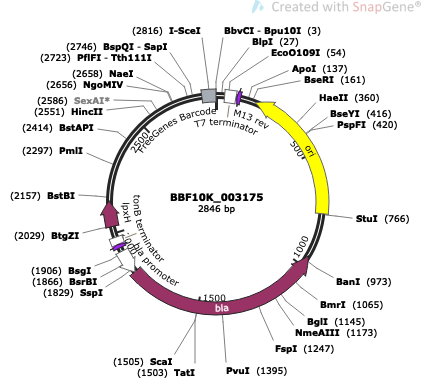 Created with SnapGene®
(2816) I-SceI
BbvCI - Bpu10I (3)
(2746) BspQI - SapI
BlpI (27)
(2723) PflFI - Tth111I
EcoO109I (54)
(2658) NaeI
ApoI (137)
(2656) NgoMIV
BseRI (161)
(2586) SexAI*
HaeII (360)
(2551) HincII
BseYI (416)
(2414) BstAPI
PspFI (420)
(2297) PmlI
FreeGenes Barcode
T7 terminator
M13 rev
2500
500
ori
(2157) BstBI
BBF10K_003175
2846 bp
StuI (766)
(2029) BtgZI
tonB terminator
lpxH
bla promoter
1000
(1906) BsgI
(1866) BsrBI
(1829) SspI
BanI (973)
BmrI (1065)
BglI (1145)
NmeAIII (1173)
1500
bla
FspI (1247)
(1505) ScaI
(1503) TatI
PvuI (1395)